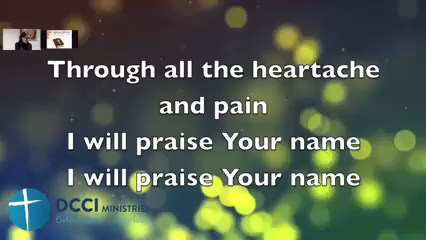 Through all the heartache
and pain
I will praise Your name
I will praise Your name
DCCI MINISTRIES